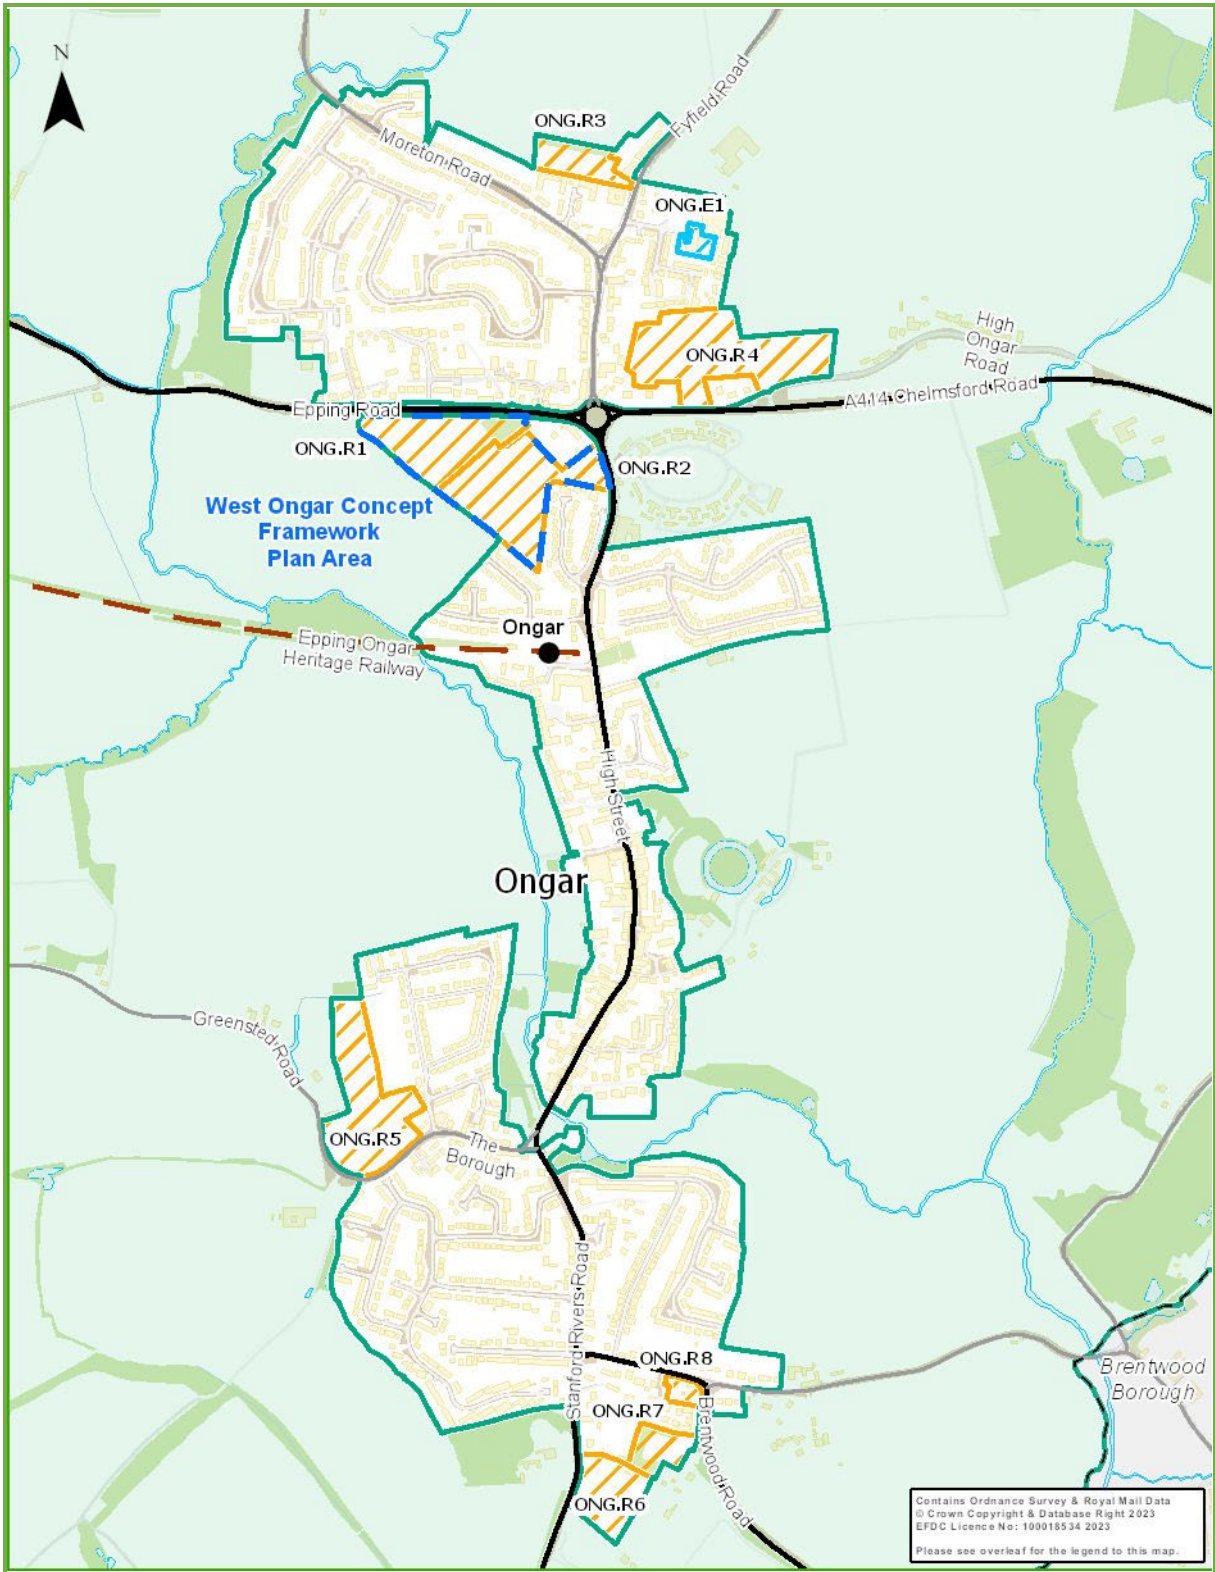 N
ONG.R3
Fyfield Road
Moreton Road
ONG.E1
High
Ongar
Road
ONG.R4
A414 Chelmsford Road
Epping Road
ONG.R1
ONG.R2
West Ongar Concept
Framework
Plan Area
Ongar
Epping Ongar
Heritage Railway
High Street
Ongar
Greensted Road
ONG.R5
The
Borough
Stanford Rivers Road
ONG.R8
Brentwood
Borough
ONG.R7
Brentwood Road
ONG.R6
Contains Ordnance Survey & Royal Mail Data
© Crown Copyright & Database Right 2023
EFDC Licence No: 100018534 2023
Please see overleaf for the legend to this map.